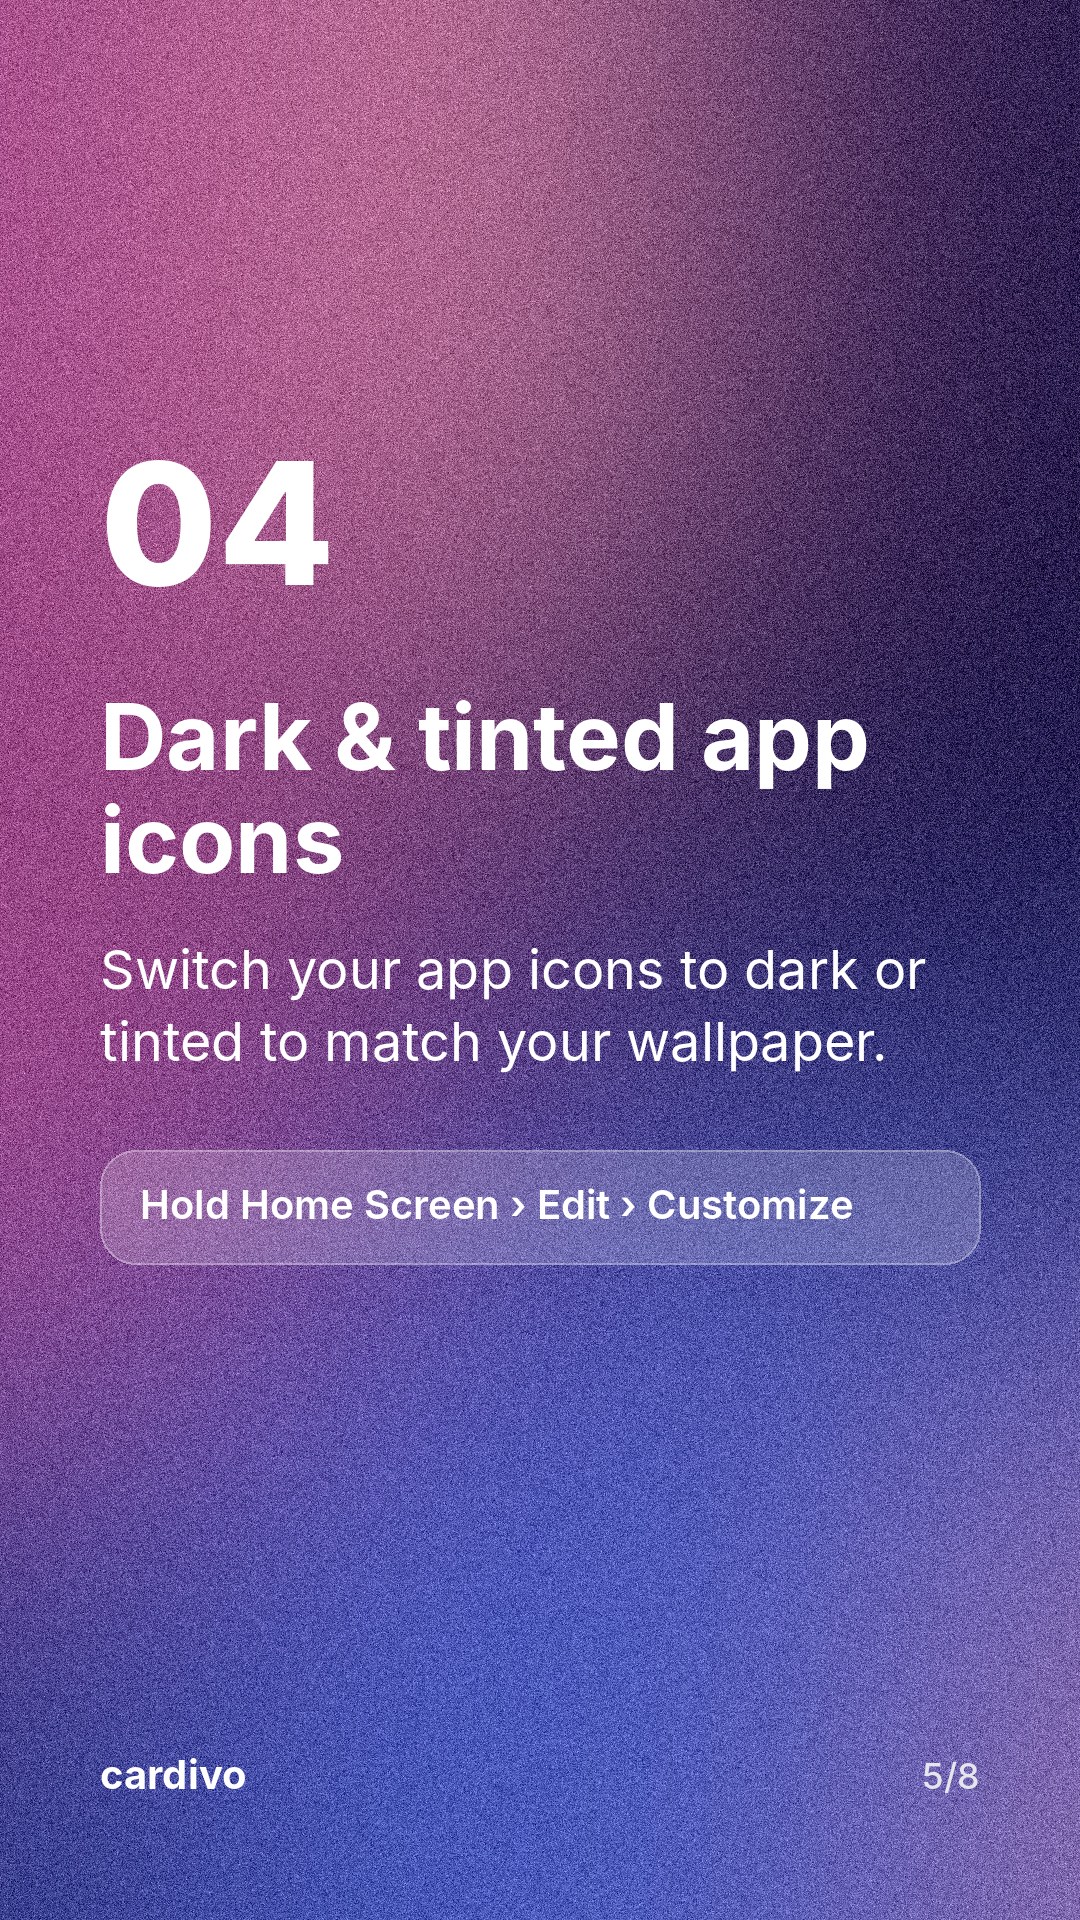 04
Dark & tinted app
icons
Switch your app icons to dark or
tinted to match your wallpaper.
Hold Home Screen › Edit › Customize
cardivo
5/8